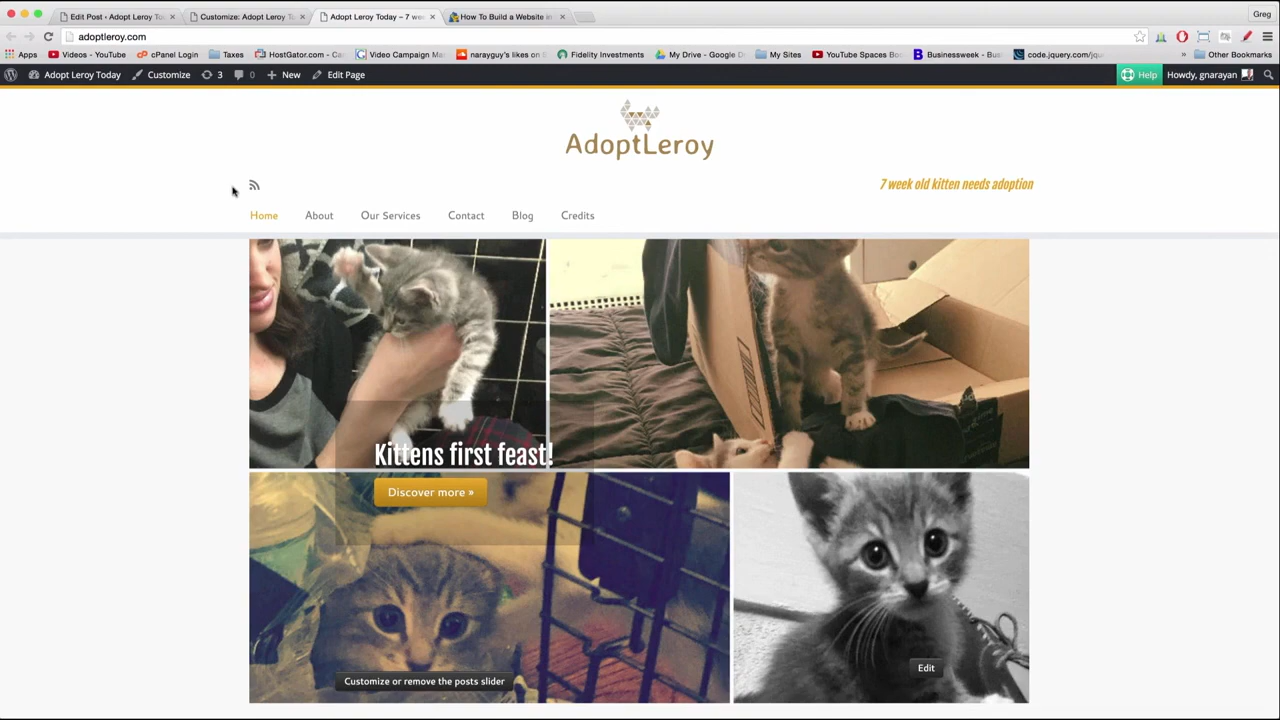 Edit Post ‹ Adopt Leroy To
Customize: Adopt Leroy To
Adopt Leroy Today – 7 we
How To Build a Website in
Greg
adoptleroy.com
Apps Videos - YouTube cPanel Login Taxes HostGator.com - Ca Video Campaign Ma narayguy's likes on My Drive - Google D My Sites YouTube Spaces Bo Businessweek - Bus code.jquery.com/jqu » Other Bookmarks
Adopt Leroy Today Customize 3 0 + New Edit Page Help Howdy, gnarayan
AdoptLeroy
7 week old kitten needs adoption
Home About Our Services Contact Blog Credits
Kittens first feast!
Discover more »
Edit
Customize or remove the posts slider